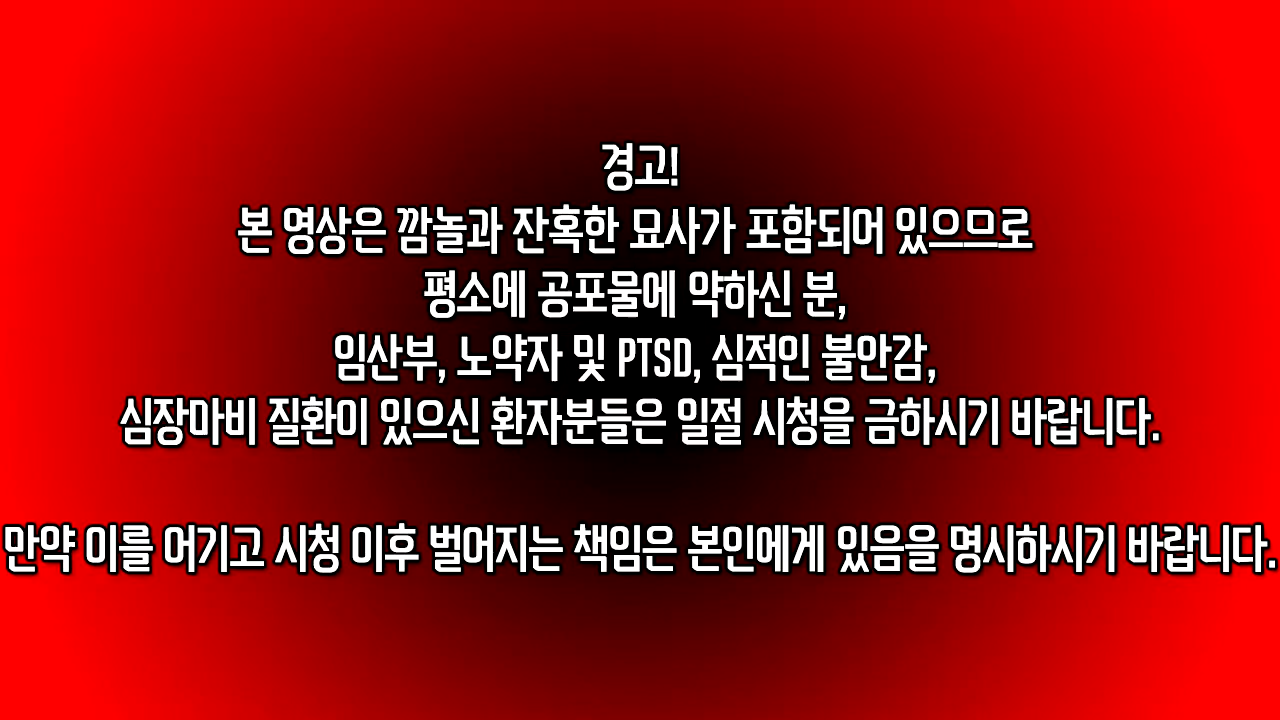 경고!
본 영상은 깜놀과 잔혹한 묘사가 포함되어 있으므로
평소에 공포물에 약하신 분,
임산부, 노약자 및 PTSD, 심적인 불안감,
심장마비 질환이 있으신 환자분들은 일절 시청을 금하시기 바랍니다.
만약 이를 어기고 시청 이후 벌어지는 책임은 본인에게 있음을 명시하시기 바랍니다.